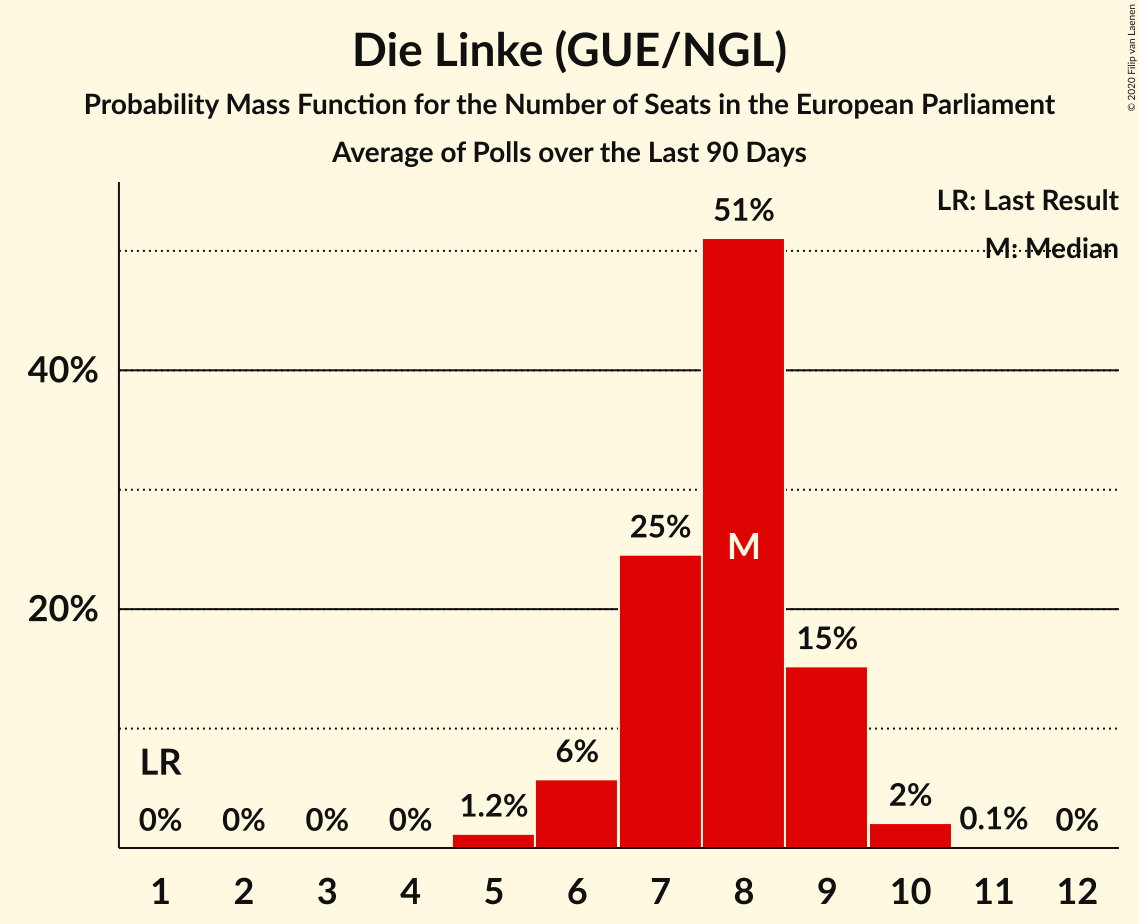 Die Linke (GUE/NGL)
Probability Mass Function for the Number of Seats in the European Parliament
Average of Polls over the Last 90 Days
© 2020 Filip van Laenen
LR: Last Result
M: Median
51%
40%
25%
M
20%
15%
LR
6%
0% 0% 0% 0% 1.2% 2% 0.1% 0%
1 2 3 4 5 6 7 8 9 10 11 12